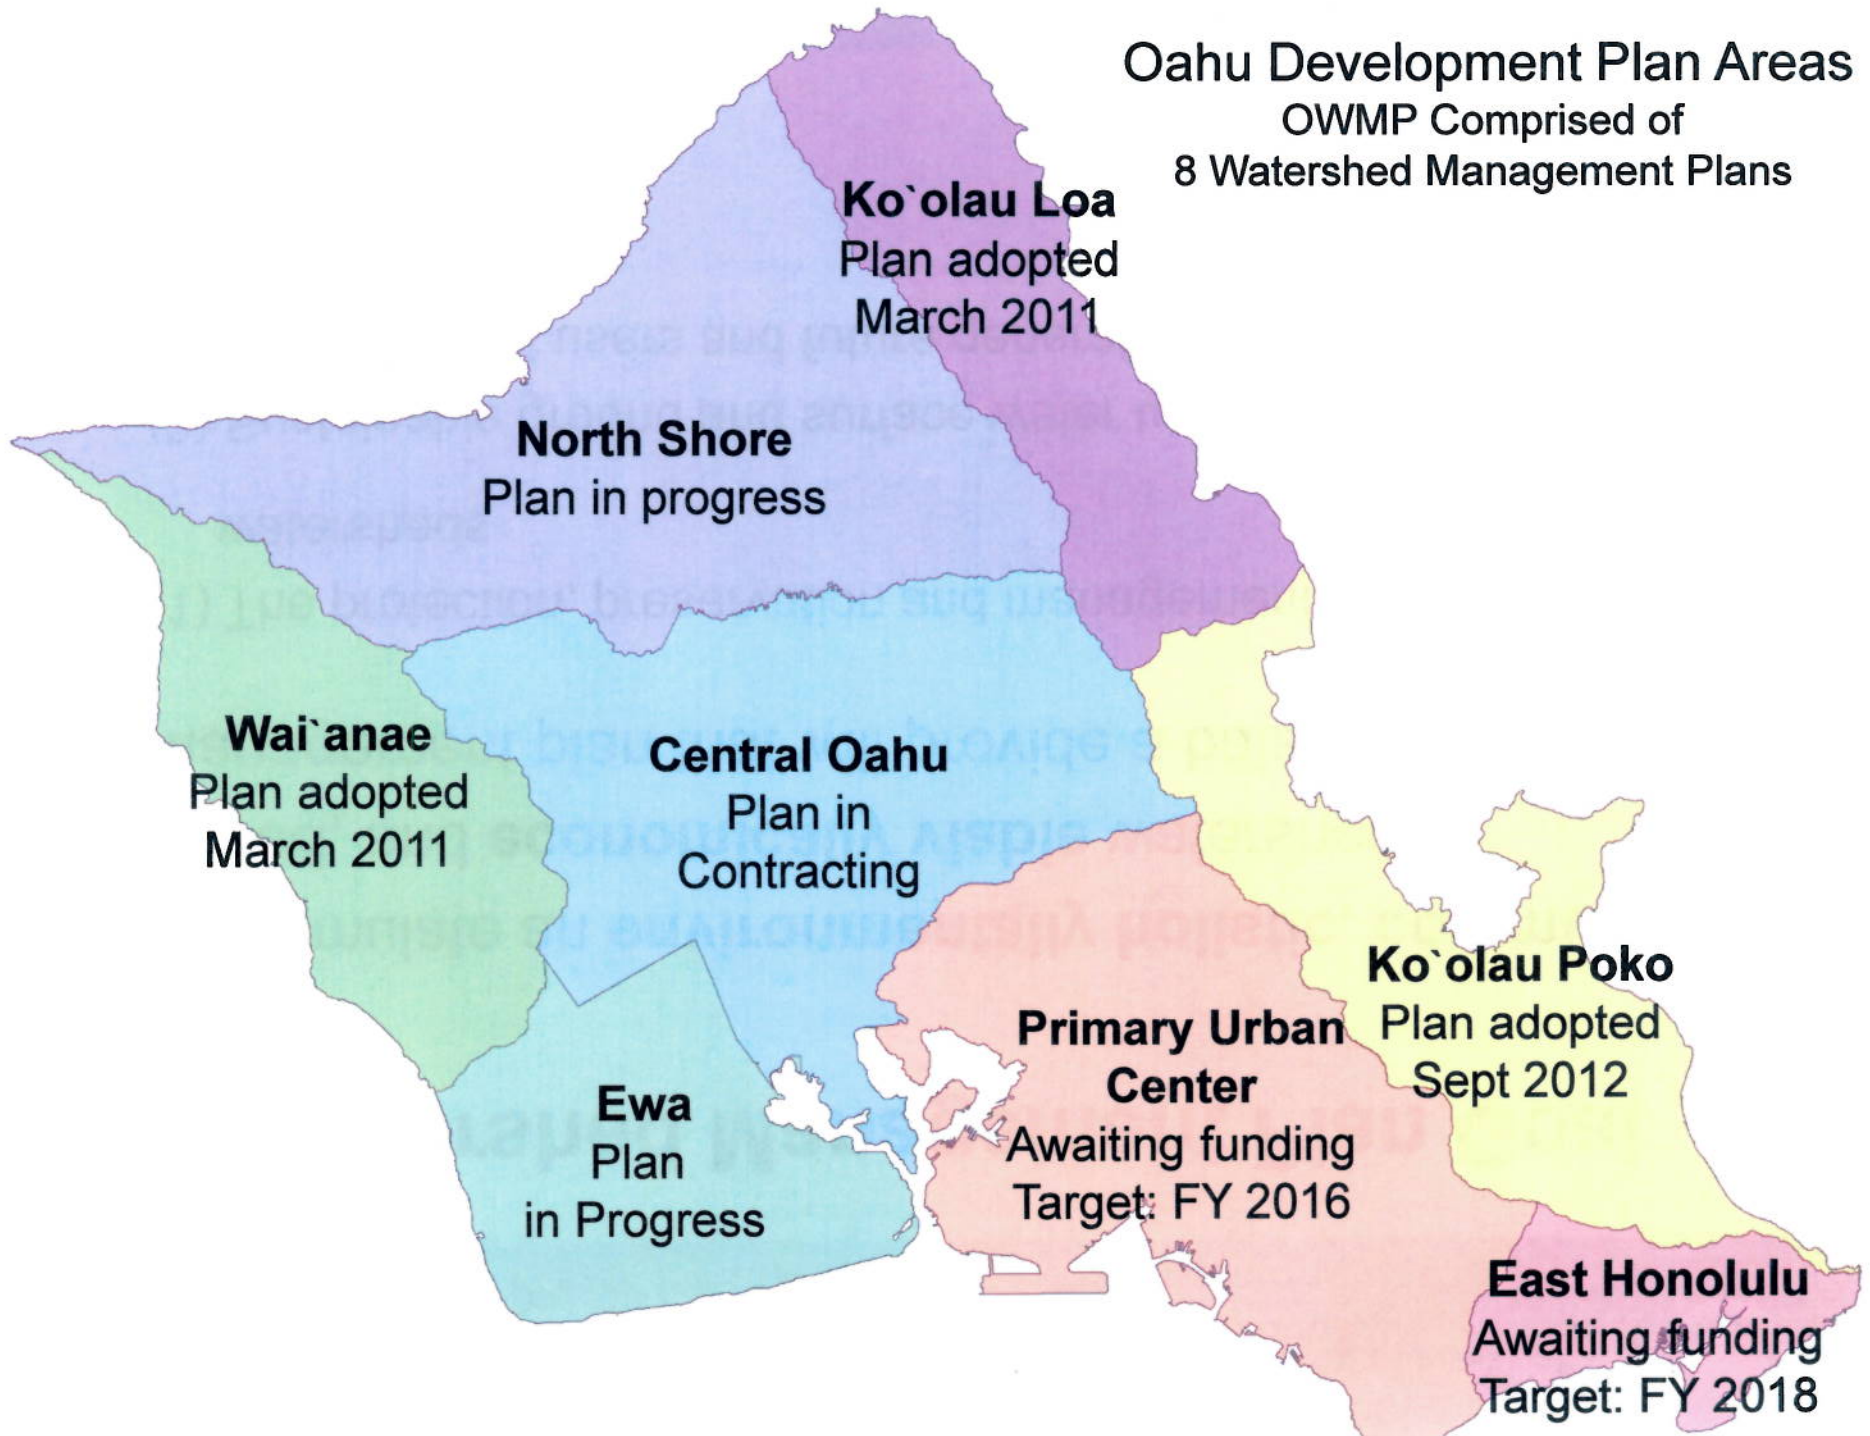 Oahu Development Plan Areas
OWMP Comprised of
8 Watershed Management Plans
Ko`olau Loa
Plan adopted
March 2011
North Shore
Plan in progress
Wai`anae
Plan adopted
March 2011
Central Oahu
Plan in
Contracting
Ko`olau Poko
Plan adopted
Sept 2012
Primary Urban
Center
Awaiting funding
Target: FY 2016
Ewa
Plan
in Progress
East Honolulu
Awaiting funding
Target: FY 2018